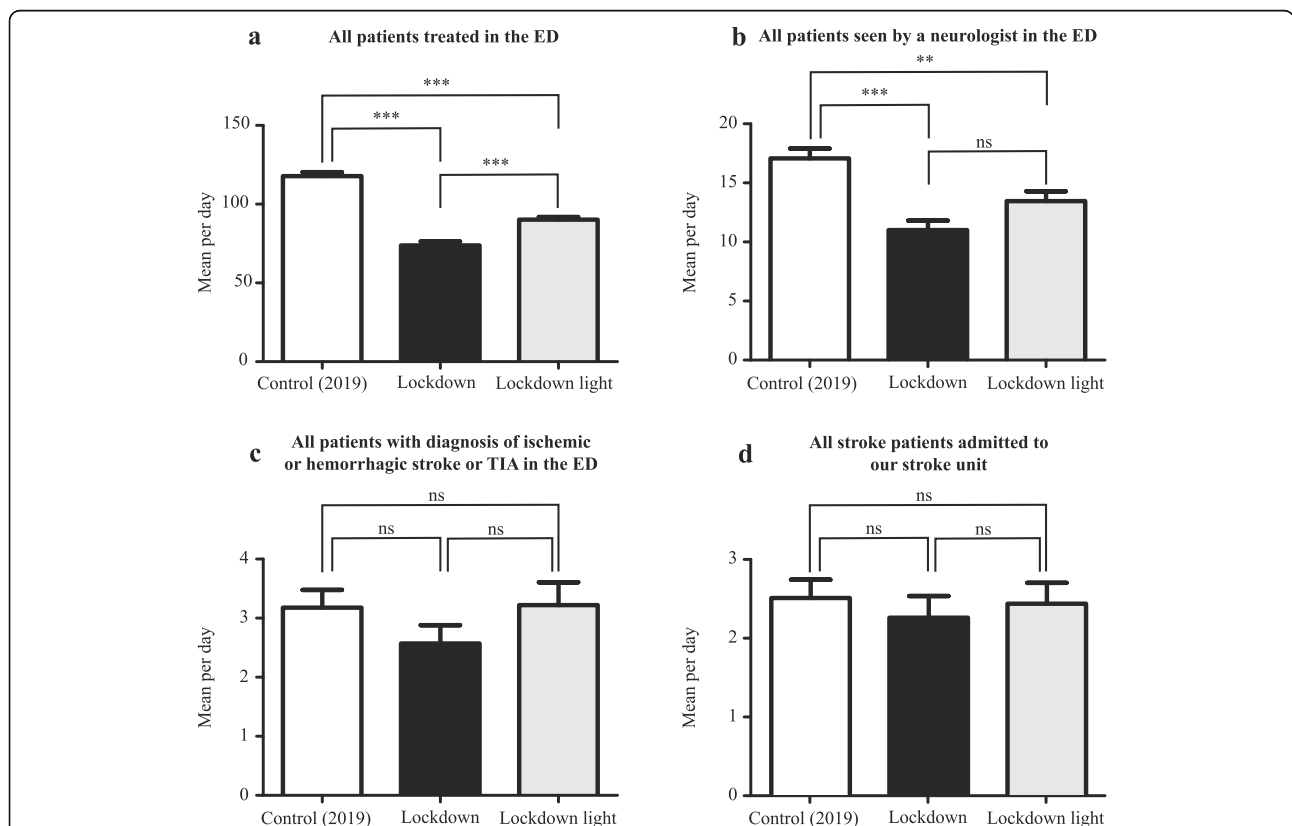 a All patients treated in the ED
***
***
***
150
100
50
0
Mean per day
Control (2019) Lockdown Lockdown light
b All patients seen by a neurologist in the ED
**
***
ns
20
15
10
5
0
Mean per day
Control (2019) Lockdown Lockdown light
c All patients with diagnosis of ischemic
or hemorrhagic stroke or TIA in the ED
ns
ns ns
4
3
2
1
0
Mean per day
Control (2019) Lockdown Lockdown light
d All stroke patients admitted to
our stroke unit
ns
ns ns
3
2
1
0
Mean per day
Control (2019) Lockdown Lockdown light